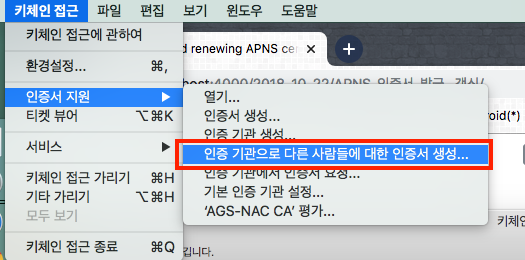 키체인 접근 파일 편집 보기 윈도우 도움말
키체인 접근에 관하여
d renewing APNS cer
환경설정... ⌘,
host:4000/2018-10-22/APNS
인증서 지원
열기...
티켓 뷰어 ⌥⌘K
인증서 생성...
인증 기관 생성...
roid(*)
서비스
인증 기관으로 다른 사람들에 대한 인증서 생성...
키체인 접근 가리기 ⌘H
인증 기관에서 인증서 요청...
기타 가리기 ⌥⌘H
기본 인증 기관 설정...
모두 보기
'AGS-NAC CA' 평가...
키체인
키체인 접근 종료 ⌘Q
깁니다.